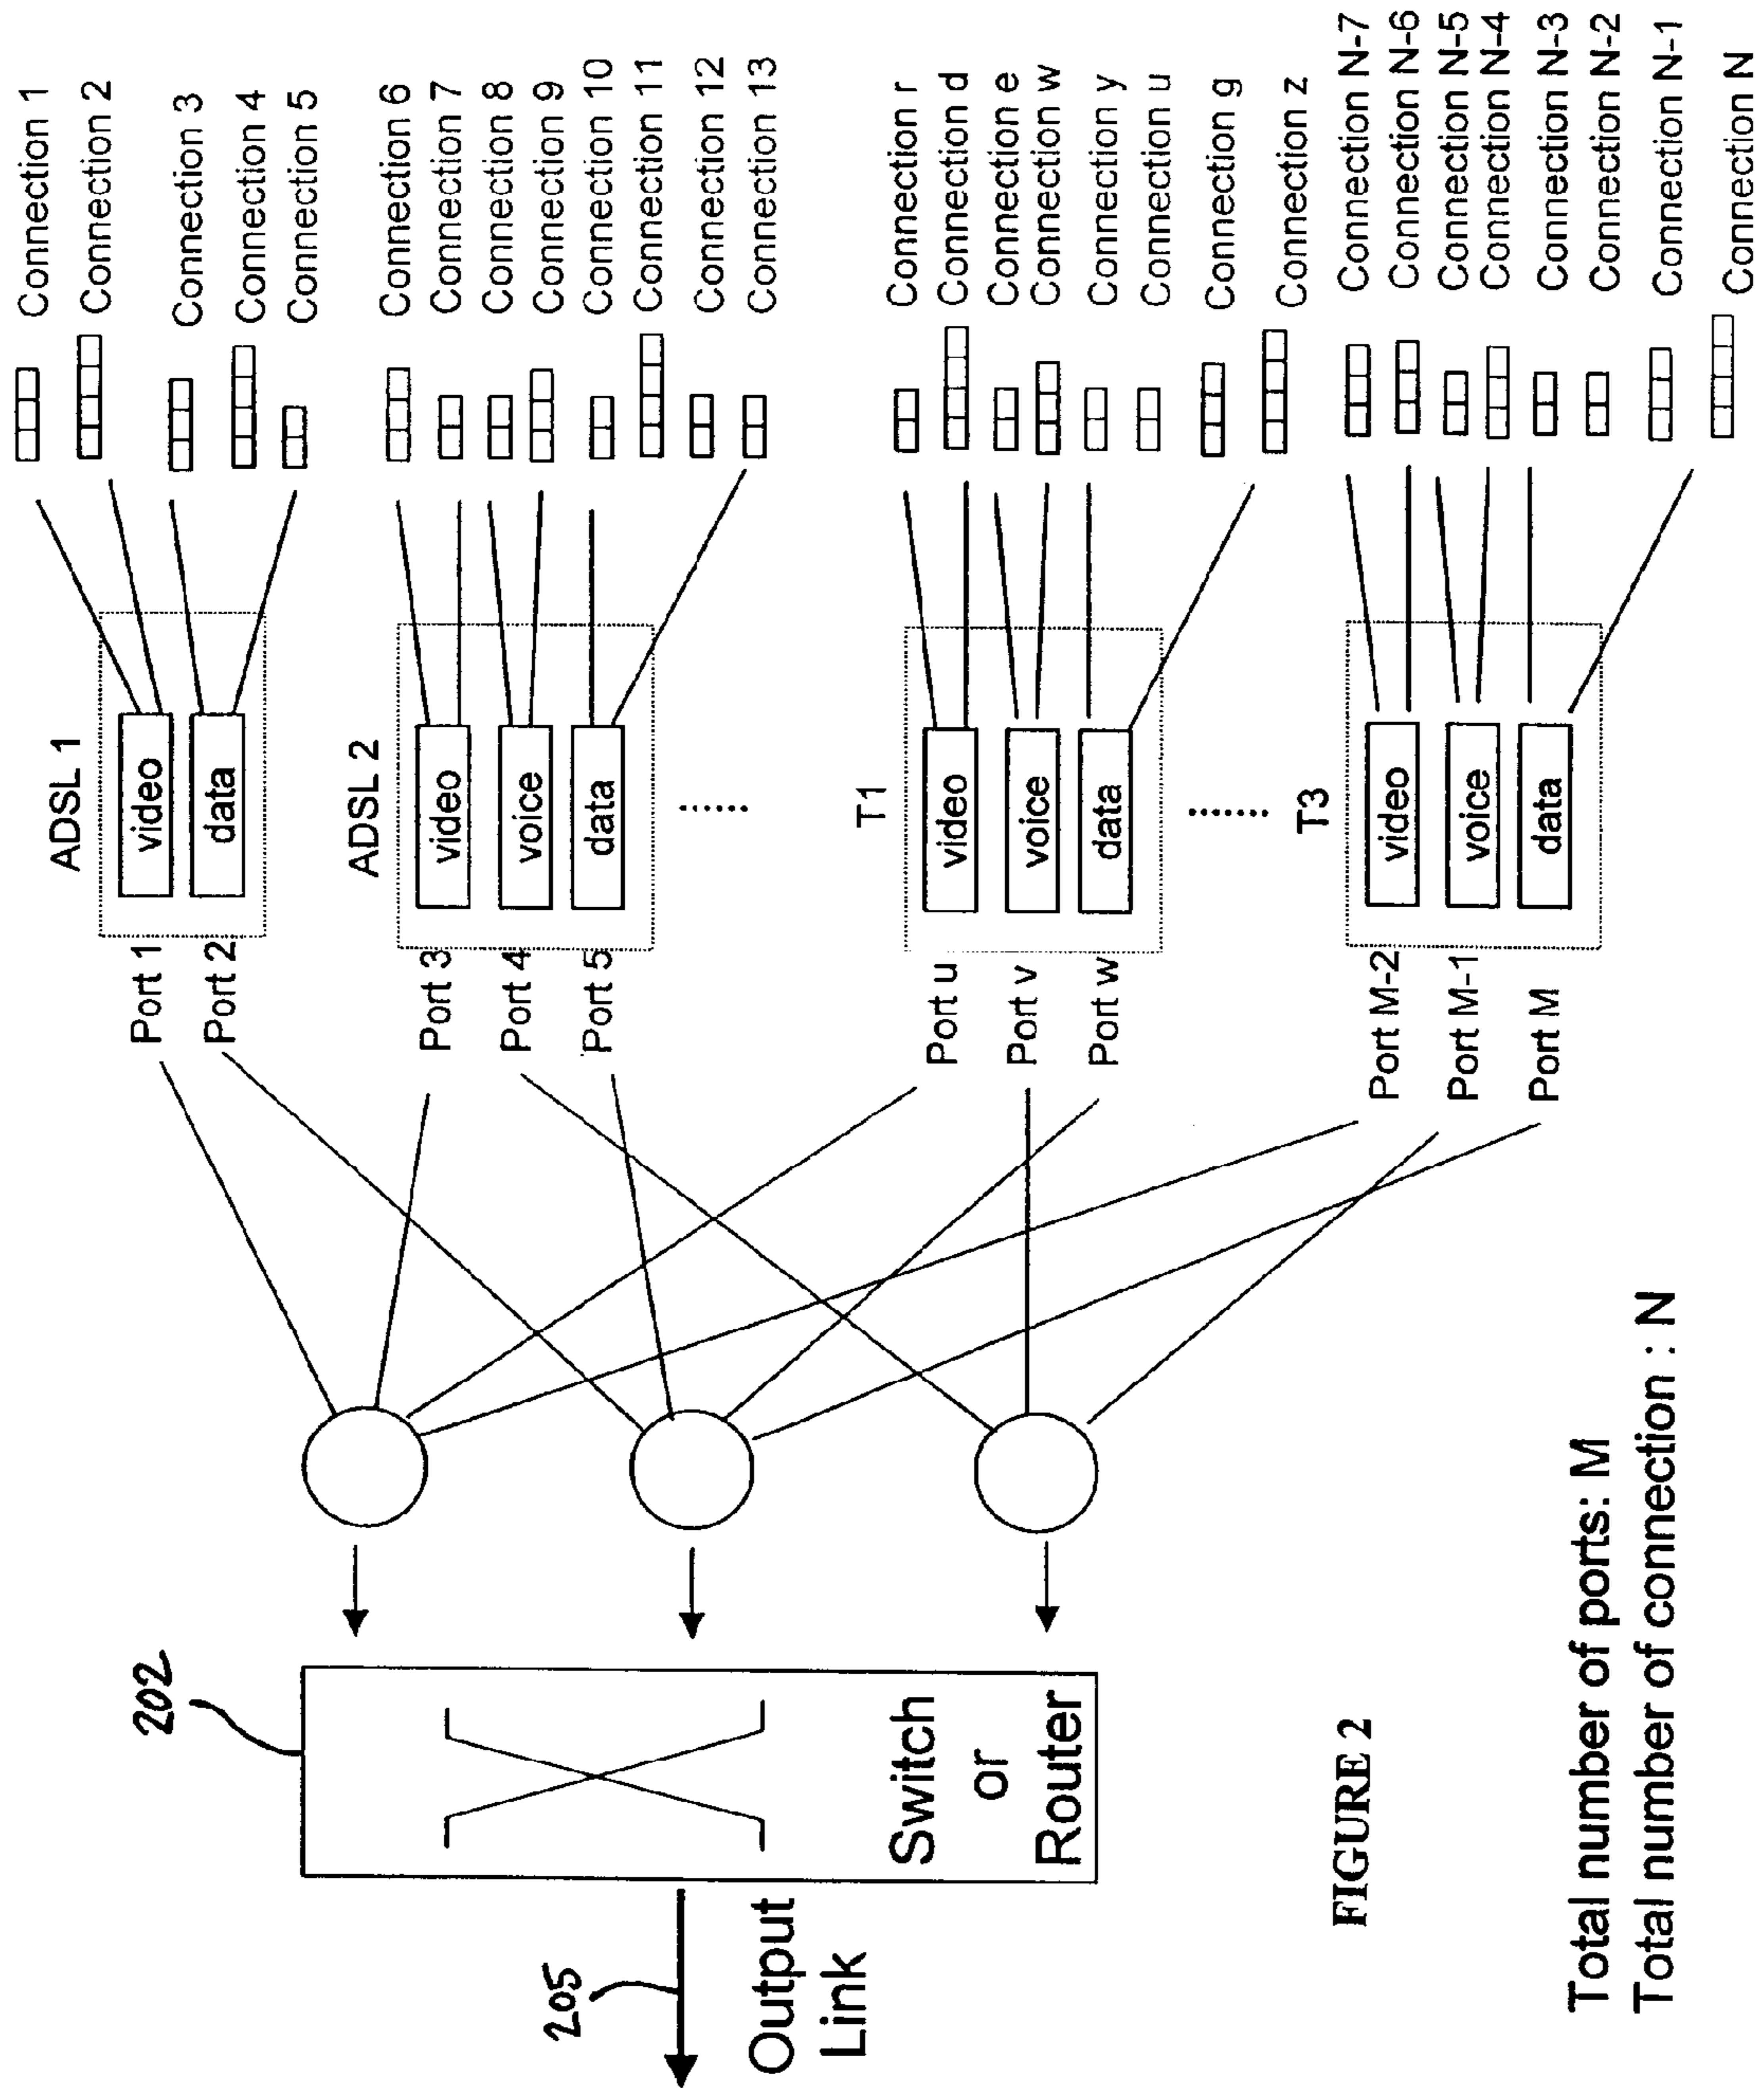 Connection 1
Connection 2
Connection 3
Connection 4
Connection 5
Connection 6
Connection 7
Connection 8
Connection 9
Connection 10
Connection 11
Connection 12
Connection 13
Connection r
Connection d
Connection e
Connection w
Connection y
Connection u
Connection g
Connection z
Connection N-7
Connection N-6
Connection N-5
Connection N-4
Connection N-3
Connection N-2
Connection N-1
Connection N
ADSL 1
video
data
ADSL 2
video
voice
data
T1
video
voice
data
T3
video
voice
data
Port 1
Port 2
Port 3
Port 4
Port 5
Port u
Port v
Port w
Port M-2
Port M-1
Port M
202
Switch
or
Router
205
Output
Link
FIGURE 2
Total number of ports: M
Total number of connection : N